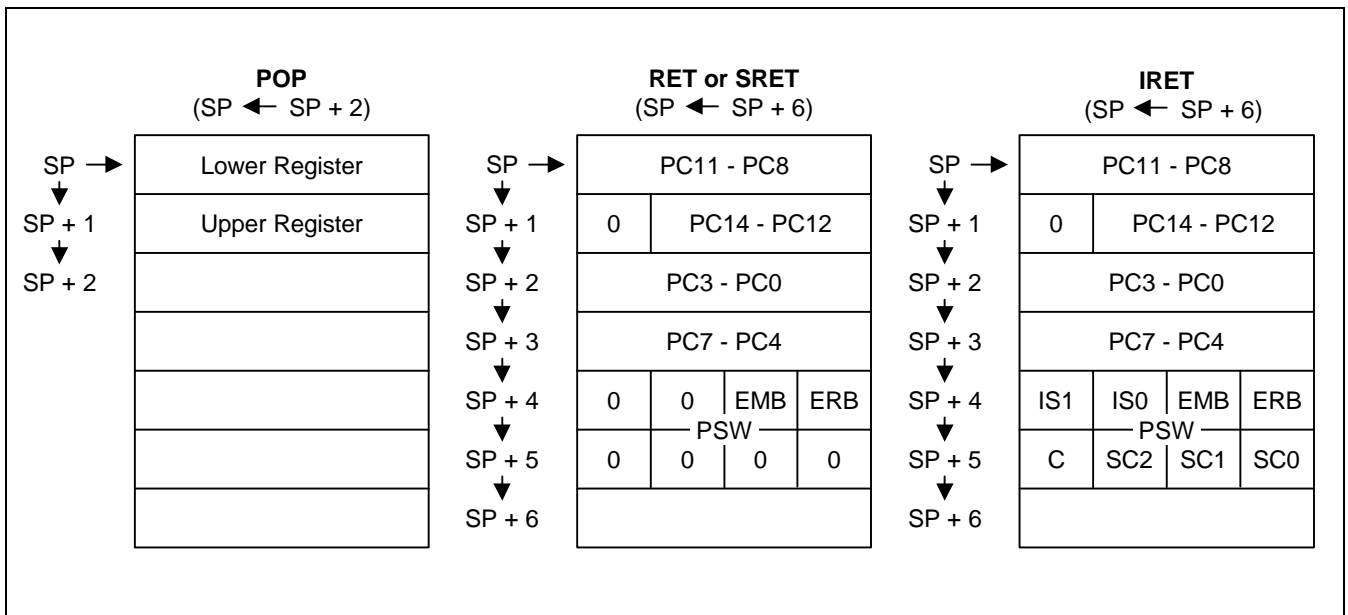 POP
(SP ← SP + 2)
SP
Lower Register
SP + 1
Upper Register
SP + 2
RET or SRET
(SP ← SP + 6)
SP
PC11 - PC8
SP + 1
0
PC14 - PC12
SP + 2
PC3 - PC0
SP + 3
PC7 - PC4
SP + 4
0 0 EMB ERB
PSW
SP + 5
0 0 0 0
SP + 6
IRET
(SP ← SP + 6)
SP
PC11 - PC8
SP + 1
0
PC14 - PC12
SP + 2
PC3 - PC0
SP + 3
PC7 - PC4
SP + 4
IS1 IS0 EMB ERB
PSW
SP + 5
C SC2 SC1 SC0
SP + 6